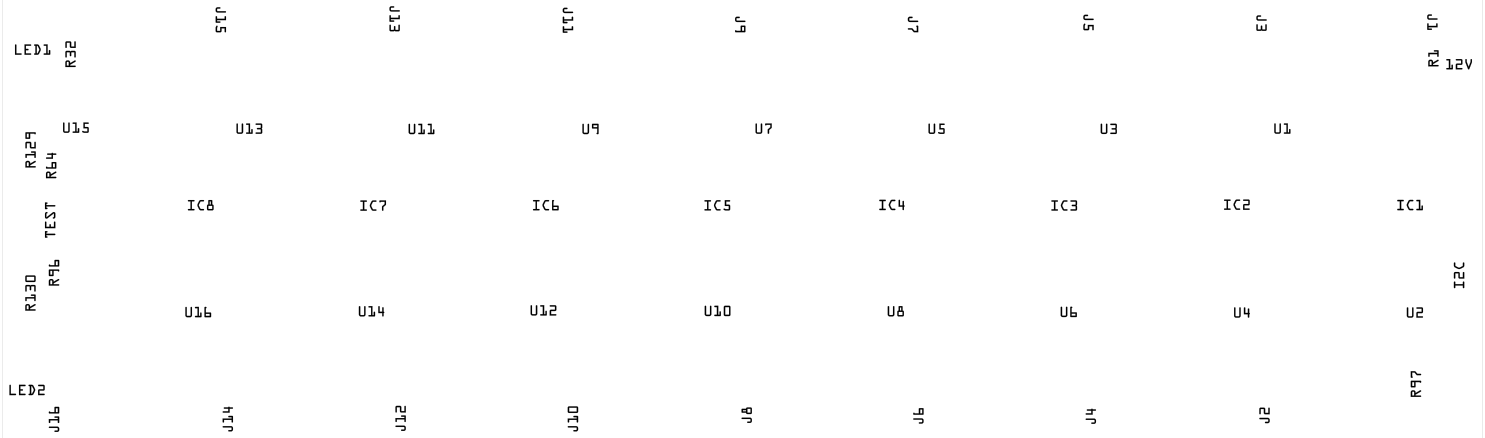 J15 J13 J11 J9 J7 J5 J3 J1
LED1 R32 R1 12V
U15 U13 U11 U9 U7 U5 U3 U1
R129
R64
IC8 IC7 IC6 IC5 IC4 IC3 IC2 IC1
TEST
R96 I2C
R130
U16 U14 U12 U10 U8 U6 U4 U2
LED2 R97
J16 J14 J12 J10 J8 J6 J4 J2